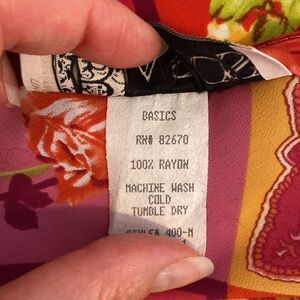 BASICS
RN# 82670
100% RAYON
MACHINE WASH
COLD
TUMBLE DRY
STYLE# 400-M